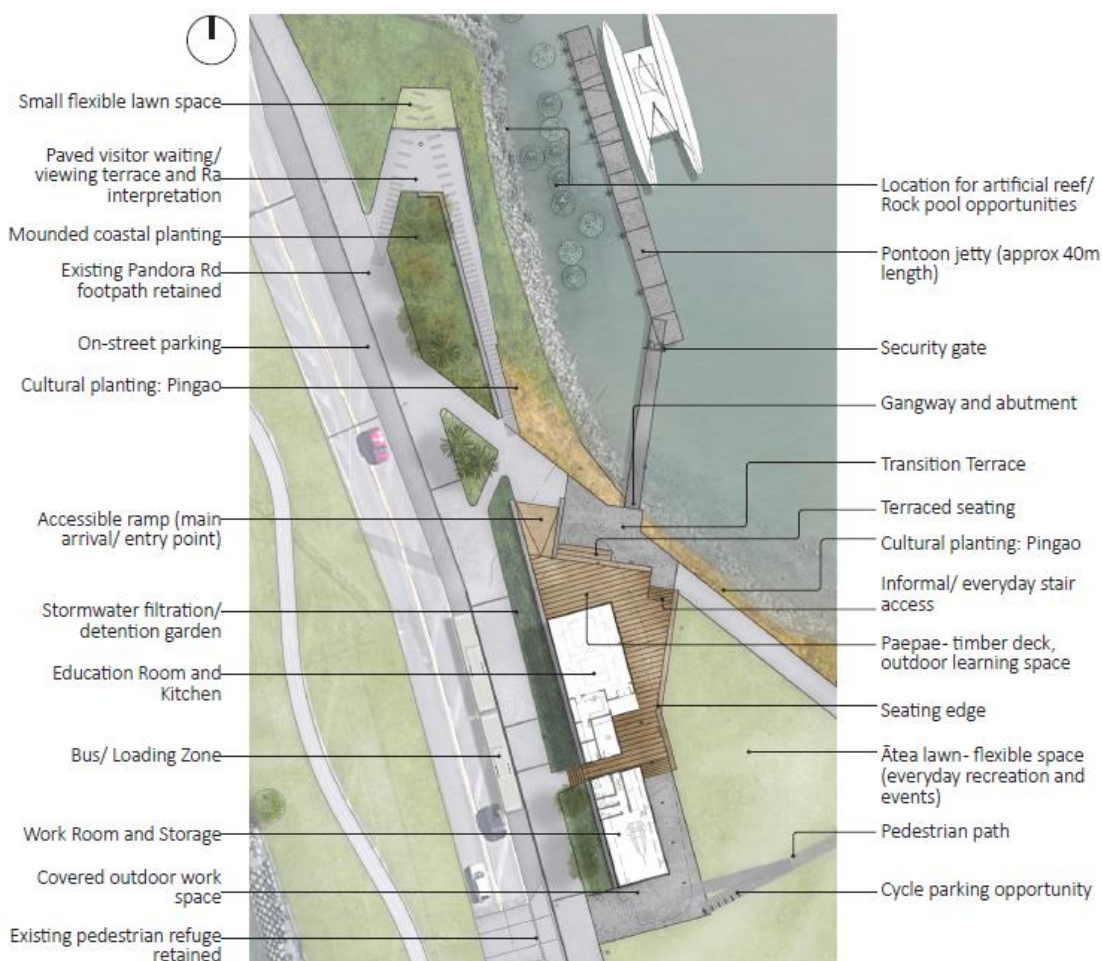 Small flexible lawn space
Paved visitor waiting/
viewing terrace and Ra
interpretation
Mounded coastal planting
Existing Pandora Rd
footpath retained
On-street parking
Cultural planting: Pingao
Accessible ramp (main
arrival/ entry point)
Stormwater filtration/
detention garden
Education Room and
Kitchen
Bus/ Loading Zone
Work Room and Storage
Covered outdoor work
space
Existing pedestrian refuge
retained
Location for artificial reef/
Rock pool opportunities
Pontoon jetty (approx 40m
length)
Security gate
Gangway and abutment
Transition Terrace
Terraced seating
Cultural planting: Pingao
Informal/ everyday stair
access
Paepae- timber deck,
outdoor learning space
Seating edge
Ātea lawn- flexible space
(everyday recreation and
events)
Pedestrian path
Cycle parking opportunity